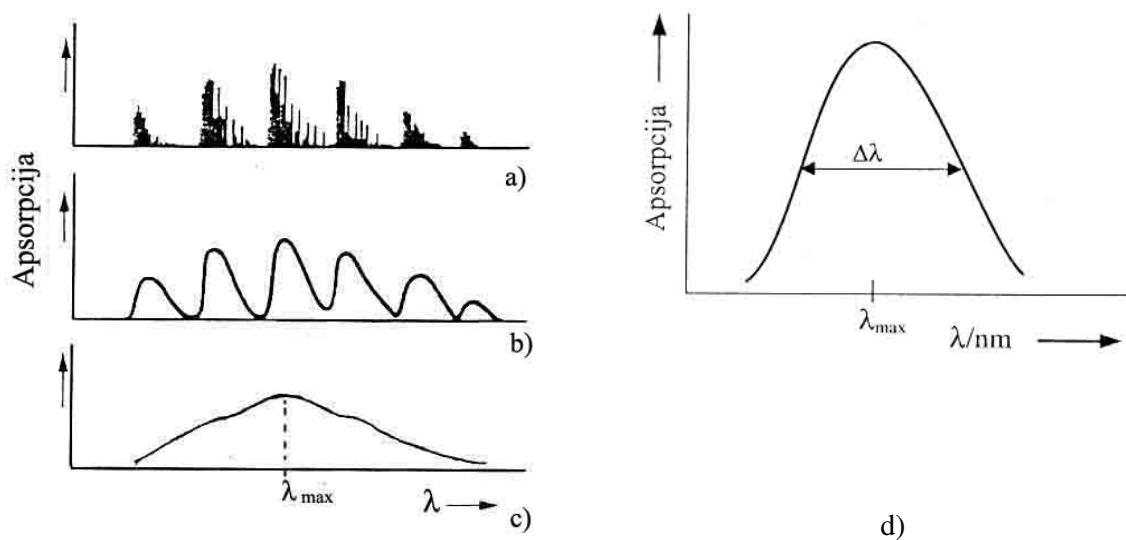 Apsorpcija
a)
b)
λmax
λ
c)
Apsorpcija
Δλ
λmax
λ/nm
d)